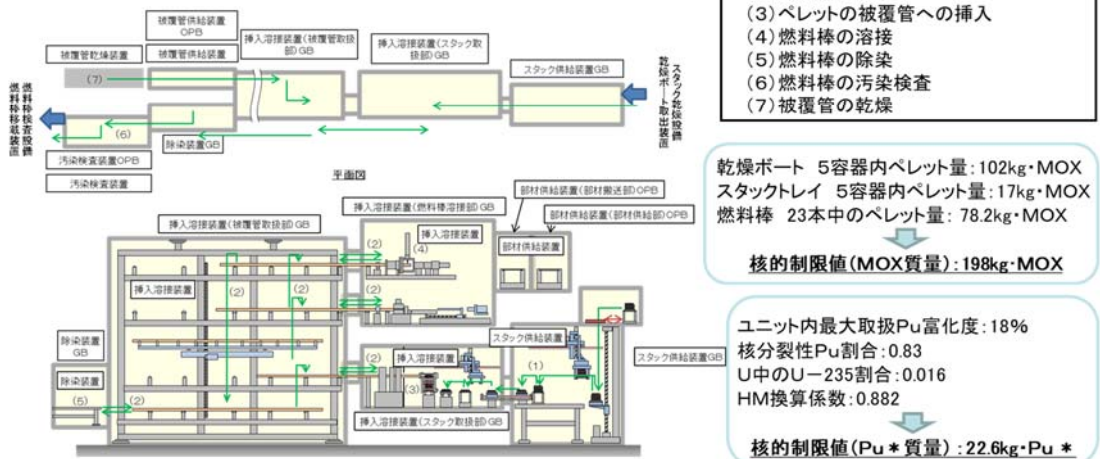 被覆管供給装置
OPB
被覆管乾燥装置
被覆管供給装置
挿入溶接装置(被覆管取扱
部)GB
挿入溶接装置(スタック取
扱部)GB
スタック供給装置GB
(7)
燃料棒検査設備
燃料棒移載装置
(6)
除染装置GB
汚染検査装置OPB
汚染検査装置
スタック乾燥設備
乾燥ボート取出装置
平面図
(3)ペレットの被覆管への挿入
(4)燃料棒の溶接
(5)燃料棒の除染
(6)燃料棒の汚染検査
(7)被覆管の乾燥
乾燥ボート 5容器内ペレット量:102kg・MOX
スタックトレイ 5容器内ペレット量:17kg・MOX
燃料棒 23本中のペレット量: 78.2kg・MOX
核的制限値(MOX質量):198kg・MOX
ユニット内最大取扱Pu富化度:18%
核分裂性Pu割合:0.83
U中のU-235割合:0.016
HM換算係数:0.882
核的制限値(Pu*質量):22.6kg・Pu *
部材供給装置(部材搬送部)OPB
挿入溶接装置(燃料棒溶接部)GB
部材供給装置(部材供給部)OPB
挿入溶接装置(被覆管取扱部)GB
(2)
挿入溶接装置
(4)
部材供給装置
挿入溶接装置
(2)
(2)
(2)
(2)
スタック供給装置
除染装置
GB
(2)
挿入溶接装置
(1)
スタック供給装置GB
除染装置
(3)
(5)
(2)
挿入溶接装置(スタック取扱部)GB